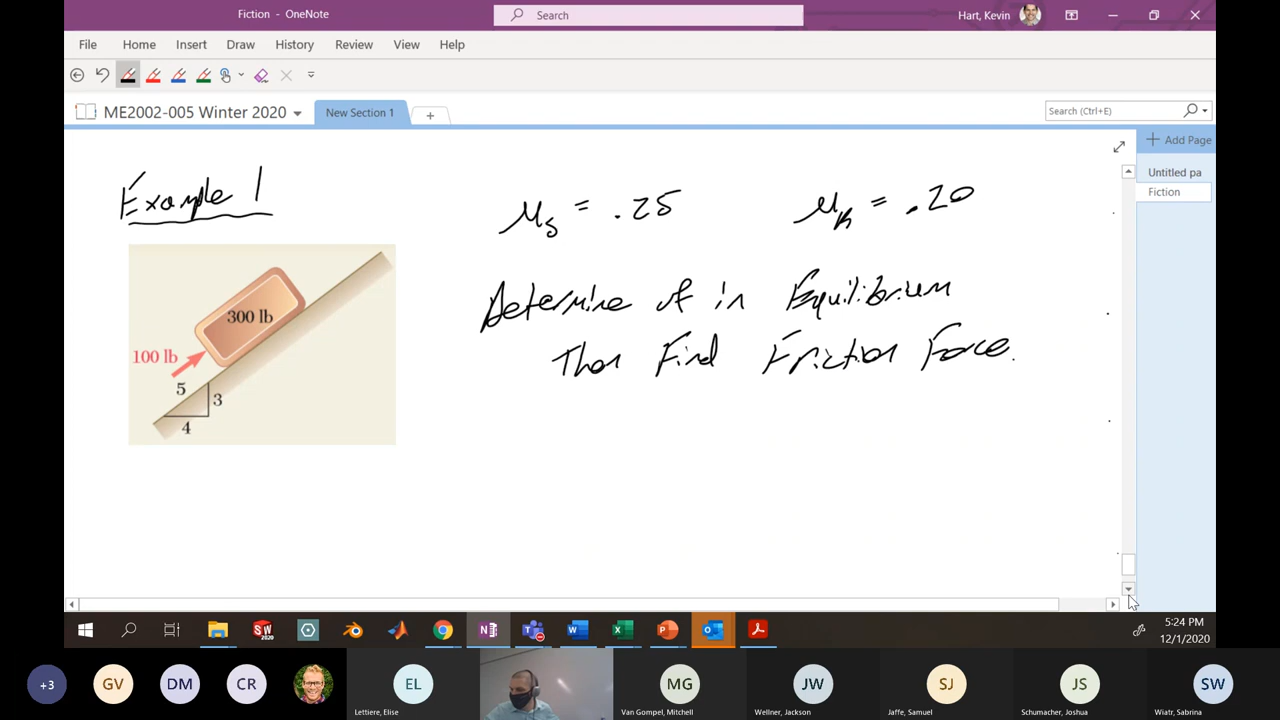 Fiction - OneNote
Search
Hart, Kevin
File Home Insert Draw History Review View Help
ME2002-005 Winter 2020
New Section 1
+
Search (Ctrl+E)
+ Add Page
Untitled pa
Fiction
Example 1
μs = .25
μk = .20
Determine if in Equilibrium
Then Find Friction Force.
300 lb
100 lb
5
3
4
SW
2020
5:24 PM
12/1/2020
+3
GV
DM
CR
EL
Lettiere, Elise
MG
Van Gompel, Mitchell
JW
Wellner, Jackson
SJ
Jaffe, Samuel
JS
Schumacher, Joshua
SW
Wiatr, Sabrina